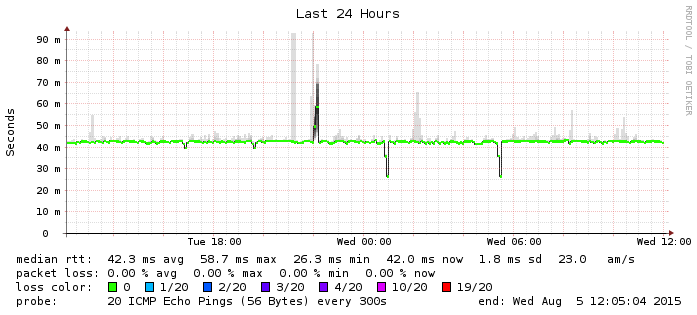 Last 24 Hours
RRDTOOL / TOBI OETIKER
Seconds
90 m
80 m
70 m
60 m
50 m
40 m
30 m
20 m
10 m
0
Tue 18:00 Wed 00:00 Wed 06:00 Wed 12:00
median rtt: 42.3 ms avg 58.7 ms max 26.3 ms min 42.0 ms now 1.8 ms sd 23.0 am/s
packet loss: 0.00 % avg 0.00 % max 0.00 % min 0.00 % now
loss color: 0 1/20 2/20 3/20 4/20 10/20 19/20
probe: 20 ICMP Echo Pings (56 Bytes) every 300s end: Wed Aug 5 12:05:04 2015